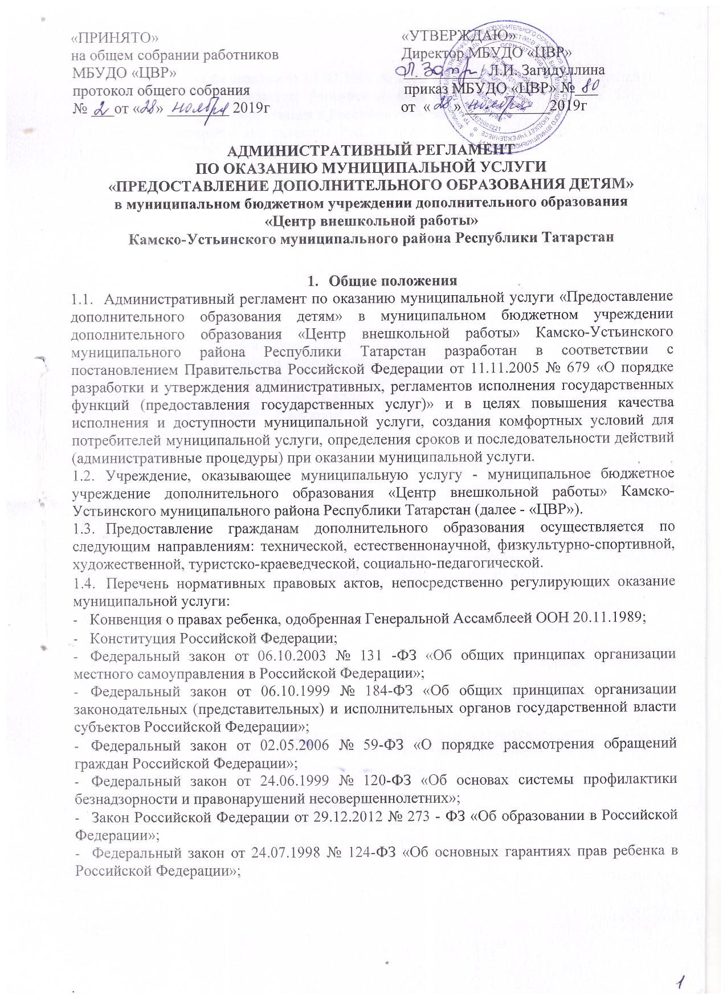 «ПРИНЯТО»
на общем собрании работников
МБУДО «ЦВР»
протокол общего собрания
№ 2 от «28» ноября 2019г
«УТВЕРЖДАЮ»
Директор МБУДО «ЦВР»
Л.И. Загидуллина
приказ МБУДО «ЦВР» № 80
от « 28 » ноября 2019г
АДМИНИСТРАТИВНЫЙ РЕГЛАМЕНТ
ПО ОКАЗАНИЮ МУНИЦИПАЛЬНОЙ УСЛУГИ
«ПРЕДОСТАВЛЕНИЕ ДОПОЛНИТЕЛЬНОГО ОБРАЗОВАНИЯ ДЕТЯМ»
в муниципальном бюджетном учреждении дополнительного образования
«Центр внешкольной работы»
Камско-Устьинского муниципального района Республики Татарстан
1. Общие положения
1.1. Административный регламент по оказанию муниципальной услуги «Предоставление
дополнительного образования детям» в муниципальном бюджетном учреждении
дополнительного образования «Центр внешкольной работы» Камско-Устьинского
муниципального района Республики Татарстан разработан в соответствии с
постановлением Правительства Российской Федерации от 11.11.2005 № 679 «О порядке
разработки и утверждения административных, регламентов исполнения государственных
функций (предоставления государственных услуг)» и в целях повышения качества
исполнения и доступности муниципальной услуги, создания комфортных условий для
потребителей муниципальной услуги, определения сроков и последовательности действий
(административные процедуры) при оказании муниципальной услуги.
1.2. Учреждение, оказывающее муниципальную услугу - муниципальное бюджетное
учреждение дополнительного образования «Центр внешкольной работы» Камско-
Устьинского муниципального района Республики Татарстан (далее - «ЦВР»).
1.3. Предоставление гражданам дополнительного образования осуществляется по
следующим направлениям: технической, естественнонаучной, физкультурно-спортивной,
художественной, туристско-краеведческой, социально-педагогической.
1.4. Перечень нормативных правовых актов, непосредственно регулирующих оказание
муниципальной услуги:
- Конвенция о правах ребенка, одобренная Генеральной Ассамблеей ООН 20.11.1989;
- Конституция Российской Федерации;
- Федеральный закон от 06.10.2003 № 131 -ФЗ «Об общих принципах организации
местного самоуправления в Российской Федерации»;
- Федеральный закон от 06.10.1999 № 184-ФЗ «Об общих принципах организации
законодательных (представительных) и исполнительных органов государственной власти
субъектов Российской Федерации»;
- Федеральный закон от 02.05.2006 № 59-ФЗ «О порядке рассмотрения обращений
граждан Российской Федерации»;
- Федеральный закон от 24.06.1999 № 120-ФЗ «Об основах системы профилактики
безнадзорности и правонарушений несовершеннолетних»;
- Закон Российской Федерации от 29.12.2012 № 273 - ФЗ «Об образовании в Российской
Федерации»;
- Федеральный закон от 24.07.1998 № 124-ФЗ «Об основных гарантиях прав ребенка в
Российской Федерации»;
1